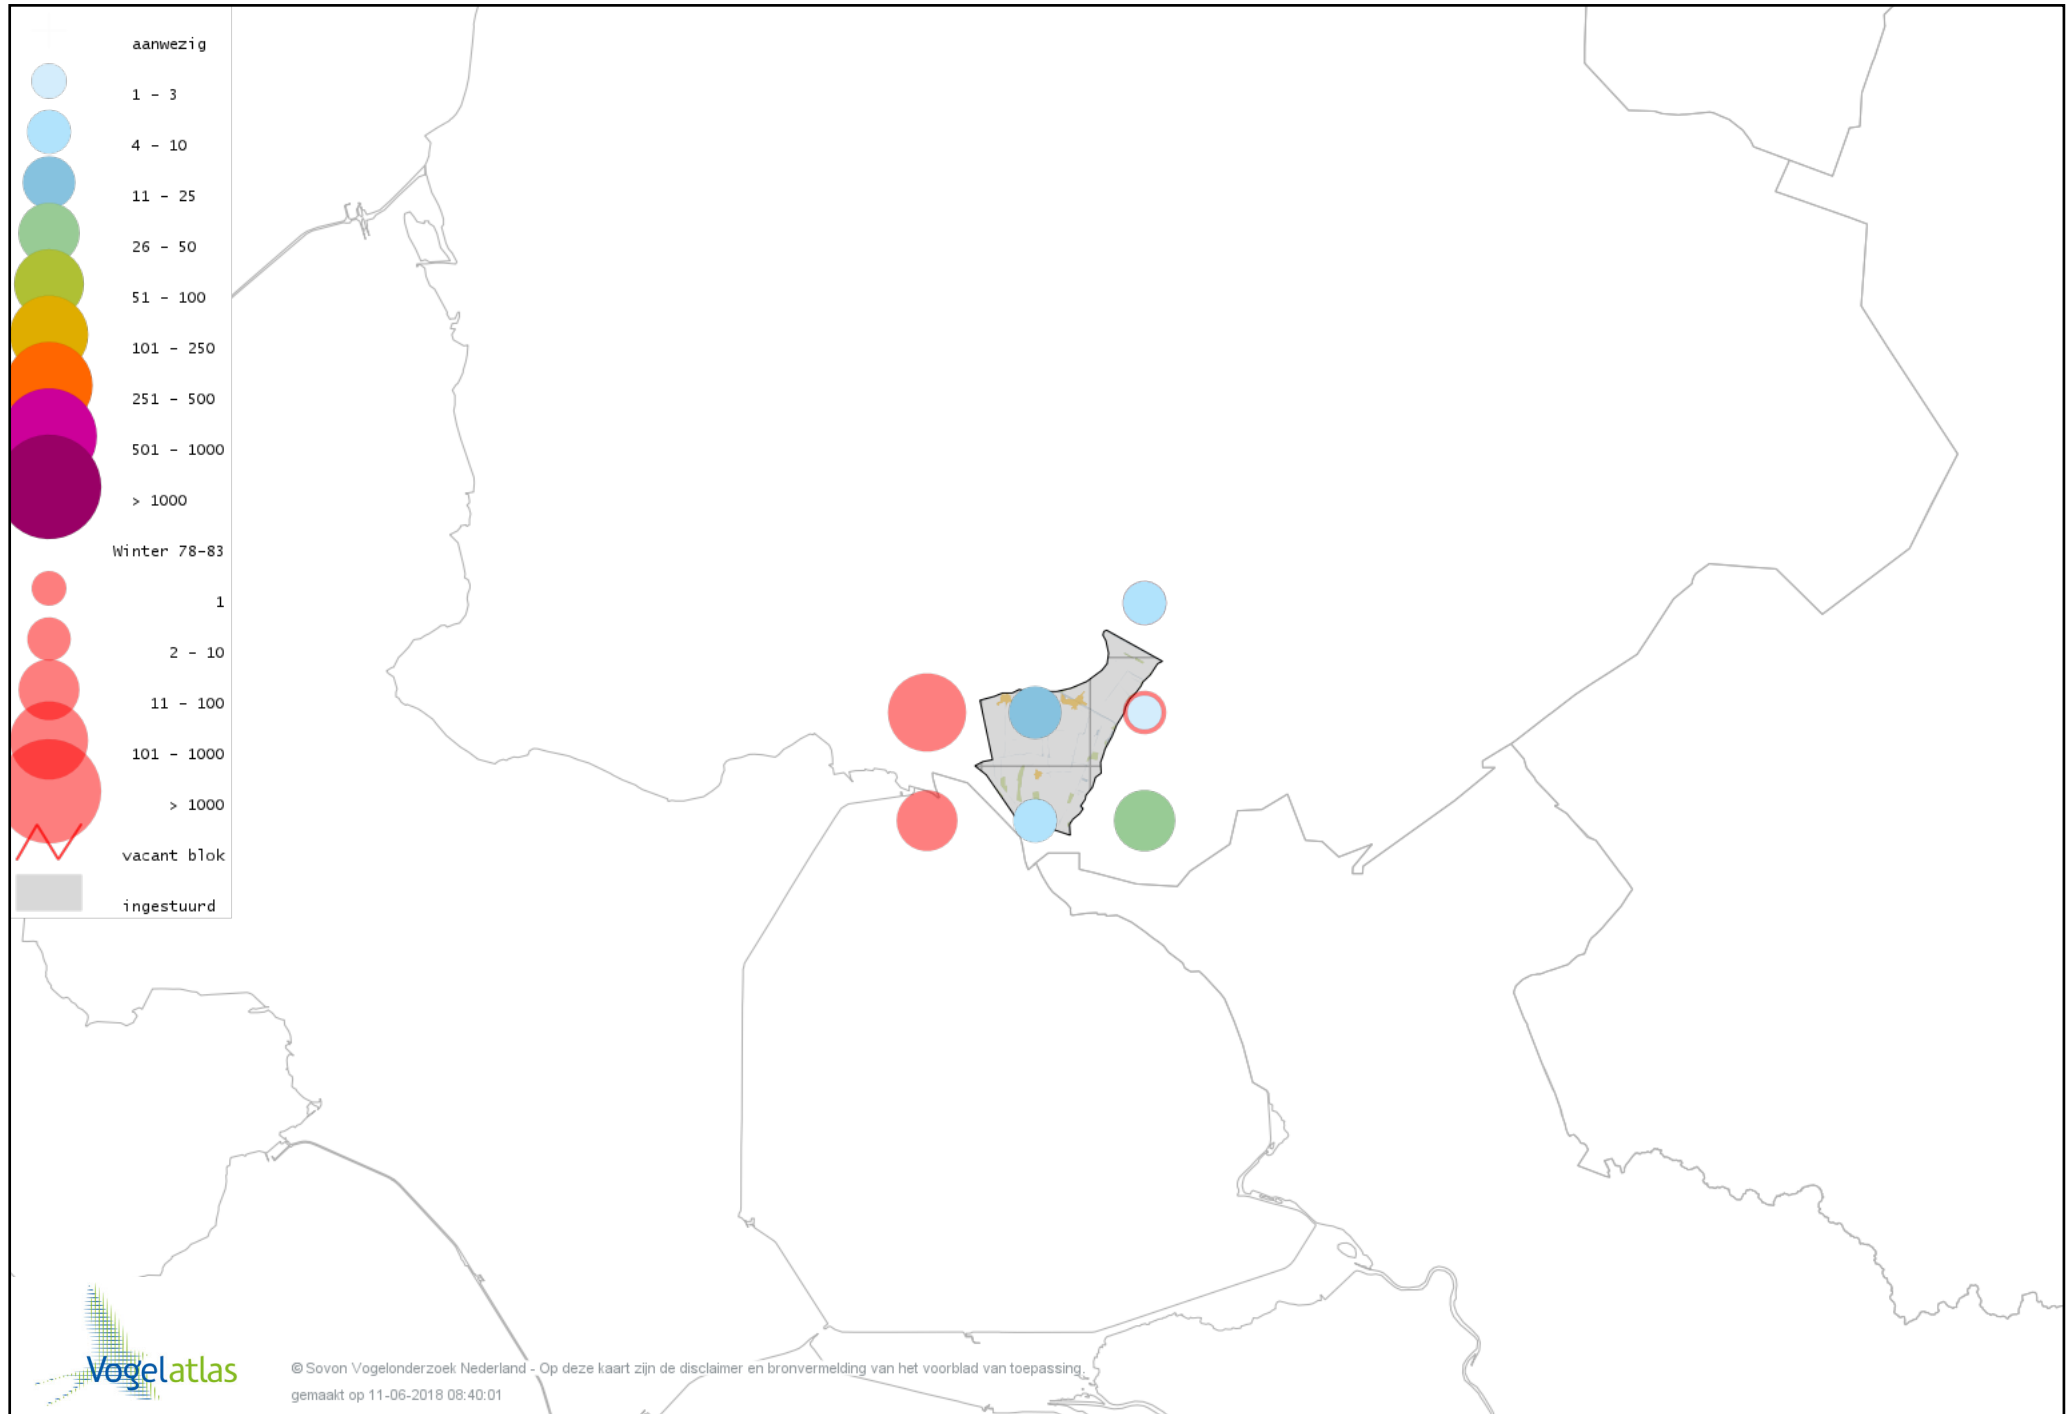 aanwezig
1 - 3
4 - 10
11 - 25
26 - 50
51 - 100
101 - 250
251 - 500
501 - 1000
> 1000
Winter 78-83
1
2 - 10
11 - 100
101 - 1000
> 1000
vacant blok
ingestuurd
Vogelatlas
© Sovon Vogelonderzoek Nederland - Op deze kaart zijn de disclaimer en bronvermelding van het voorblad van toepassing.
gemaakt op 11-06-2018 08:40:01